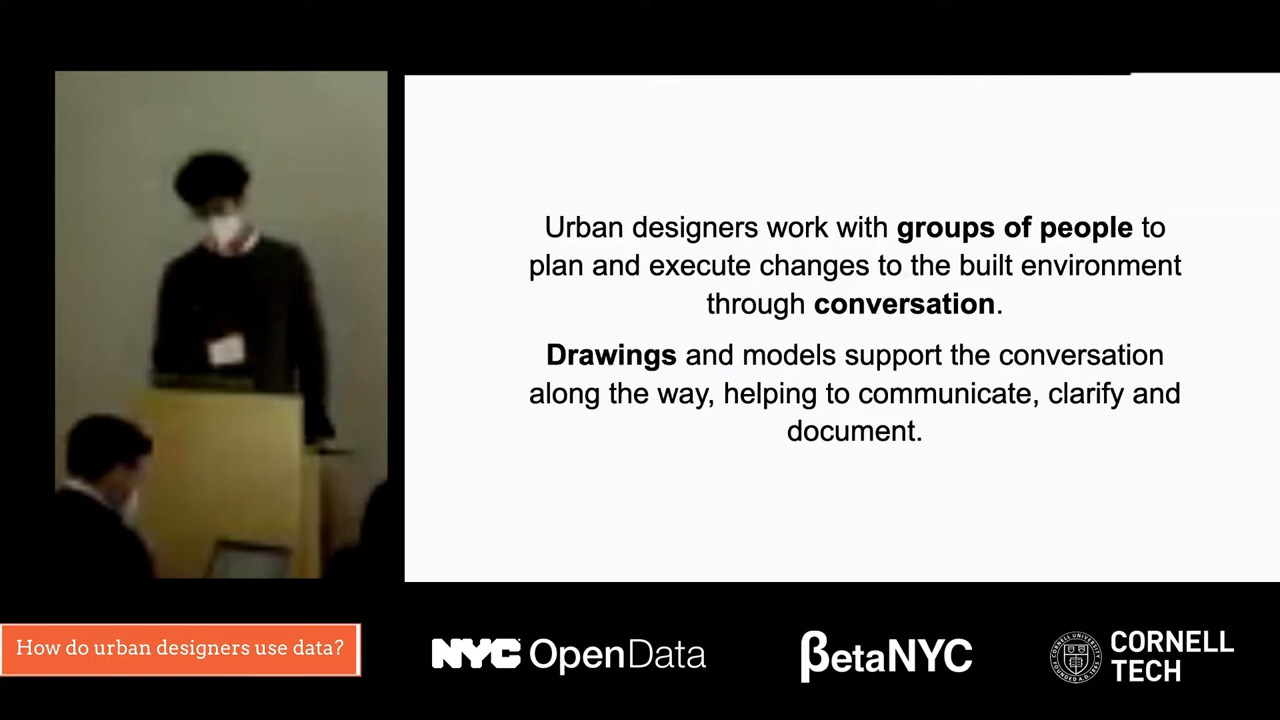 Urban designers work with groups of people to
plan and execute changes to the built environment
through conversation.
Drawings and models support the conversation
along the way, helping to communicate, clarify and
document.
How do urban designers use data?
NYC OpenData
βetaNYC
CORNELL
TECH